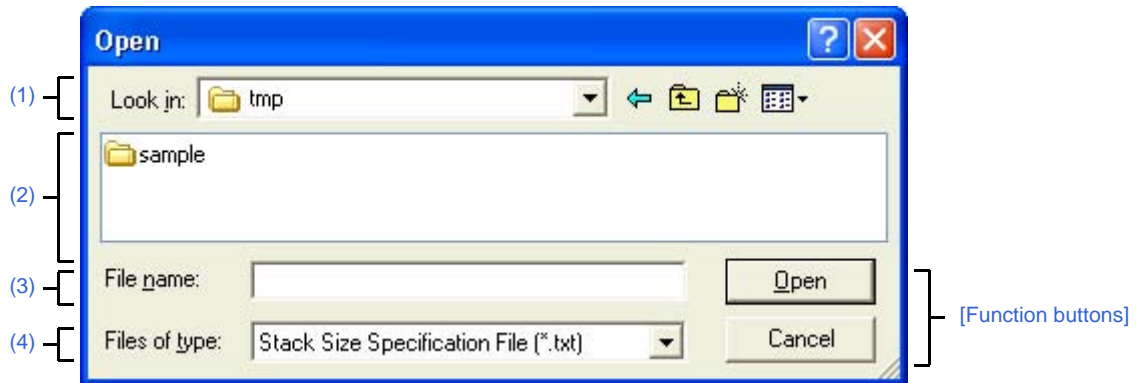 Open
(1)
Look in: tmp
(2)
sample
(3)
File name:
Open
[Function buttons]
(4)
Files of type: Stack Size Specification File (*.txt)
Cancel